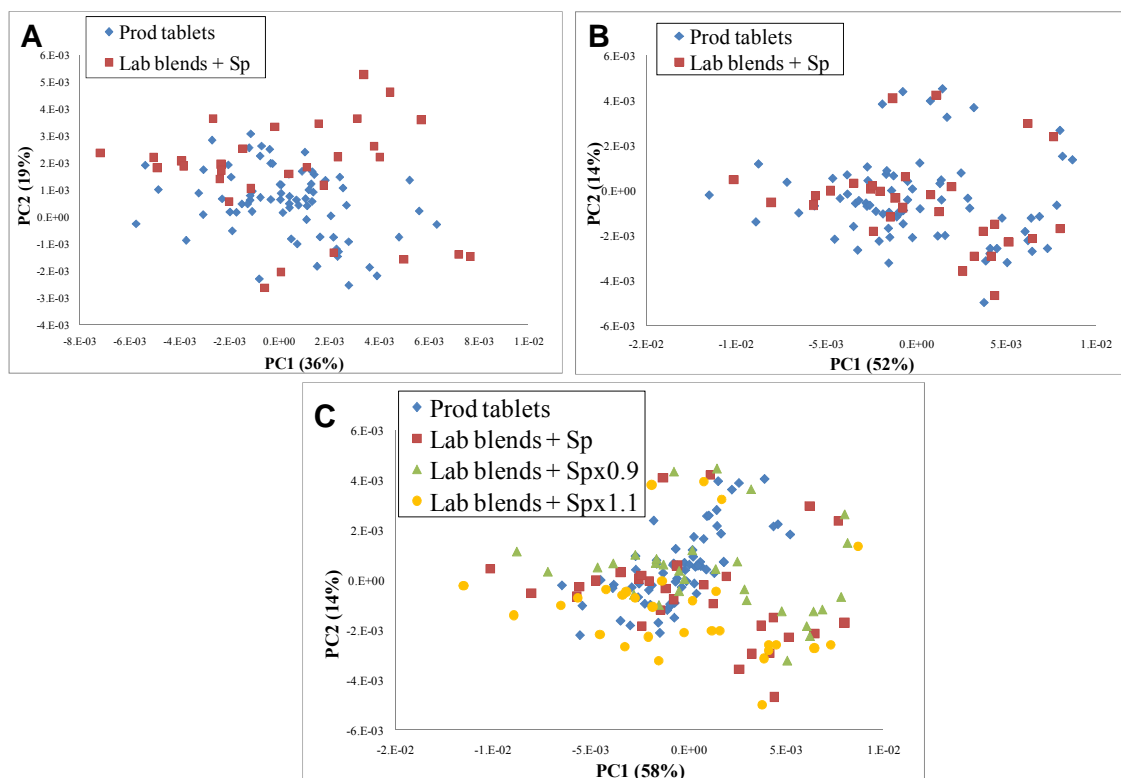 A
Prod tablets
Lab blends + Sp
6.E-03
5.E-03
4.E-03
3.E-03
2.E-03
1.E-03
0.E+00
-1.E-03
-2.E-03
-3.E-03
-4.E-03
PC2 (19%)
-8.E-03 -6.E-03 -4.E-03 -2.E-03 0.E+00 2.E-03 4.E-03 6.E-03 8.E-03 1.E-02
PC1 (36%)
B
Prod tablets
Lab blends + Sp
6.E-03
4.E-03
2.E-03
0.E+00
-2.E-03
-4.E-03
-6.E-03
PC2 (14%)
-2.E-02 -1.E-02 -5.E-03 0.E+00 5.E-03 1.E-02
PC1 (52%)
C
Prod tablets
Lab blends + Sp
Lab blends + Spx0.9
Lab blends + Spx1.1
6.E-03
4.E-03
2.E-03
0.E+00
-2.E-03
-4.E-03
-6.E-03
PC2 (14%)
-2.E-02 -1.E-02 -5.E-03 0.E+00 5.E-03 1.E-02
PC1 (58%)